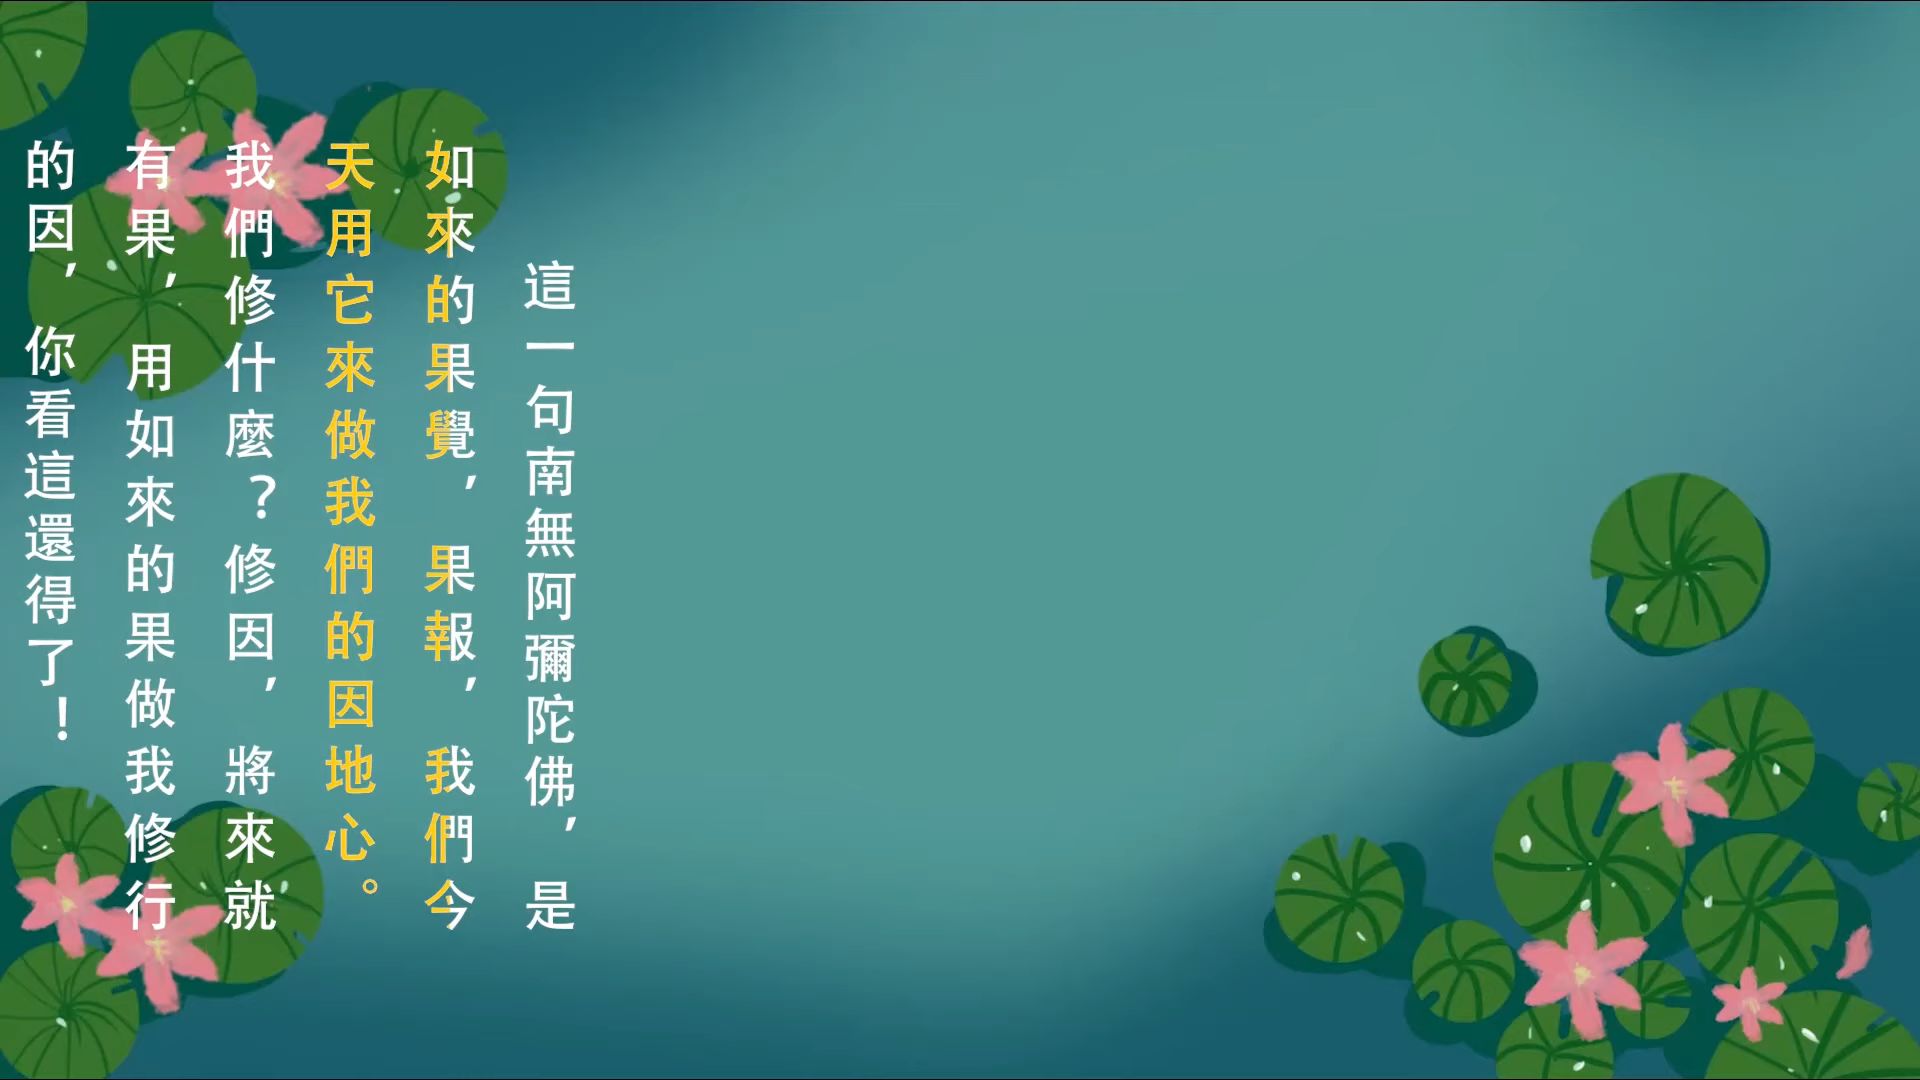 這一句南無阿彌陀佛，是
如來的果覺，果報，我們今
天用它來做我們的因地心。
我們修什麼？修因，將來就
有果，用如來的果做我修行
的因，你看這還得了！